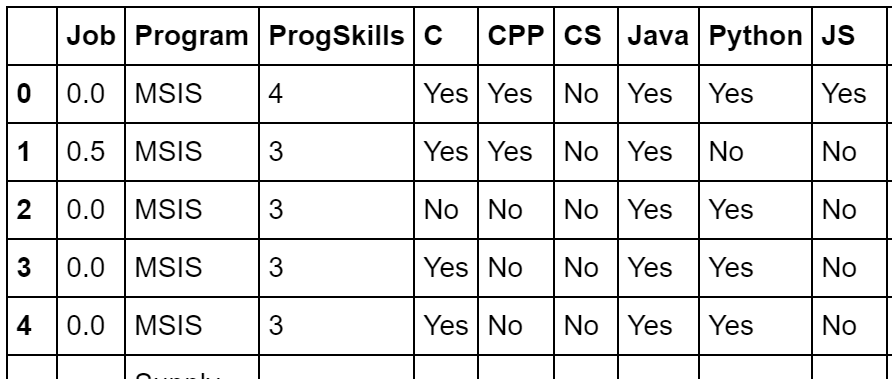 Job Program ProgSkills C CPP CS Java Python JS
0 0.0 MSIS 4 Yes Yes No Yes Yes Yes
1 0.5 MSIS 3 Yes Yes No Yes No No
2 0.0 MSIS 3 No No No Yes Yes No
3 0.0 MSIS 3 Yes No No Yes Yes No
4 0.0 MSIS 3 Yes No No Yes Yes No
Supply